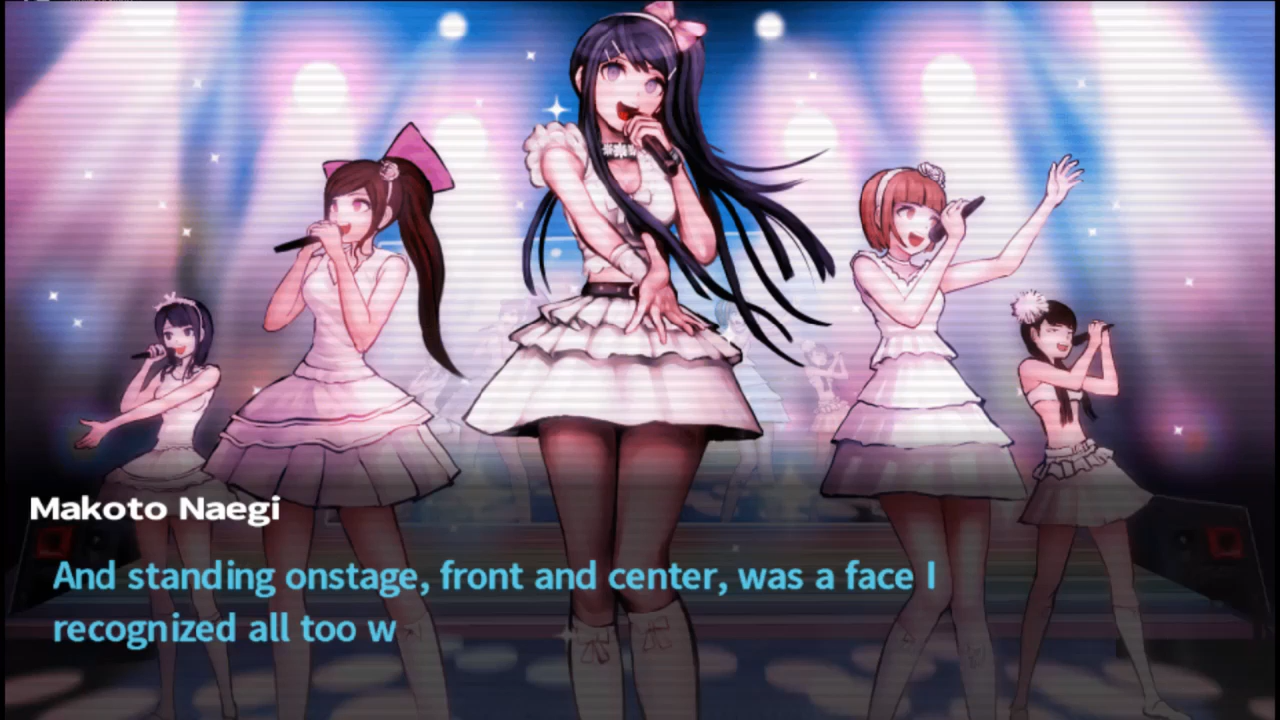 Makoto Naegi
And standing onstage, front and center, was a face I
recognized all too w